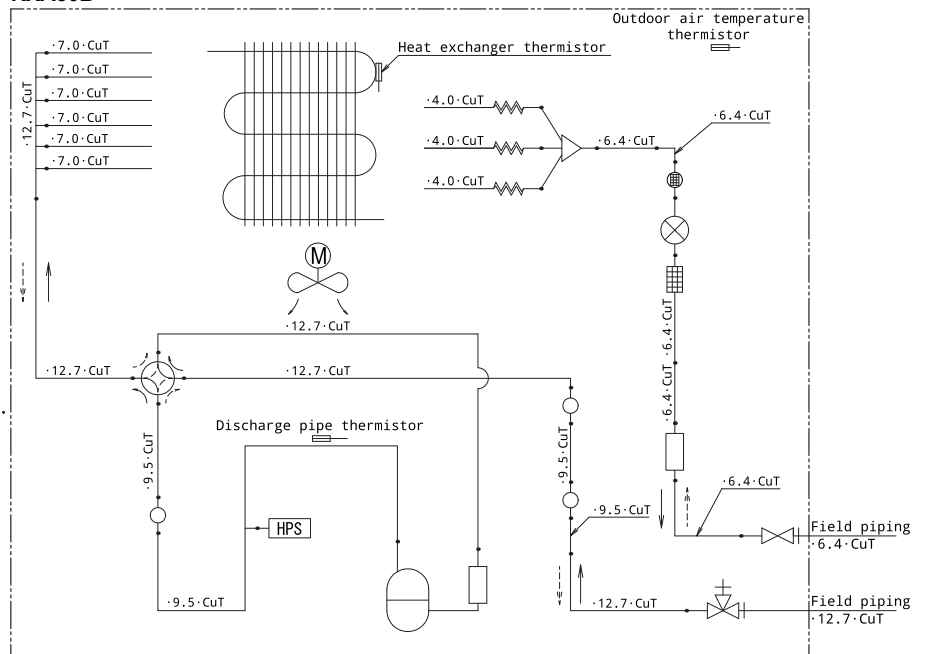 Outdoor air temperature
thermistor
Heat exchanger thermistor
·7.0·CuT
·7.0·CuT
·7.0·CuT
·7.0·CuT
·7.0·CuT
·7.0·CuT
·12.7·CuT
·4.0·CuT
·4.0·CuT
·4.0·CuT
·6.4·CuT
·6.4·CuT
M
·12.7·CuT
·12.7·CuT
·12.7·CuT
·6.4·CuT
·6.4·CuT
Discharge pipe thermistor
·9.5·CuT
·9.5·CuT
·6.4·CuT
·9.5·CuT
HPS
Field piping
·6.4·CuT
·9.5·CuT
·12.7·CuT
Field piping
·12.7·CuT